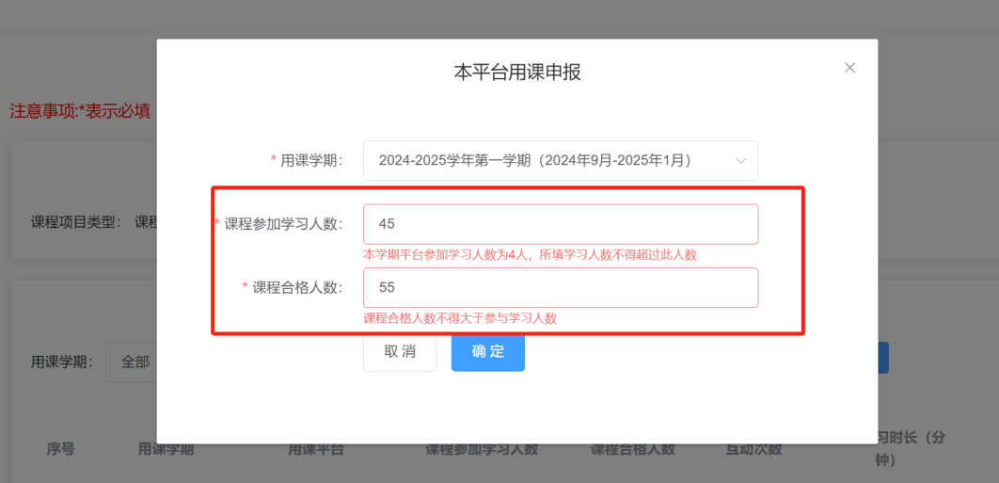 本平台用课申报
注意事项:*表示必填
* 用课学期： 2024-2025学年第一学期（2024年9月-2025年1月）
课程项目类型： 课程
* 课程参加学习人数： 45
本学期平台参加学习人数为4人，所填学习人数不得超过此人数
* 课程合格人数： 55
课程合格人数不得大于参与学习人数
取消 确定
用课学期： 全部
序号 用课学期 用课平台 课程参加学习人数 课程合格人数 互动次数 习时长（分
钟）